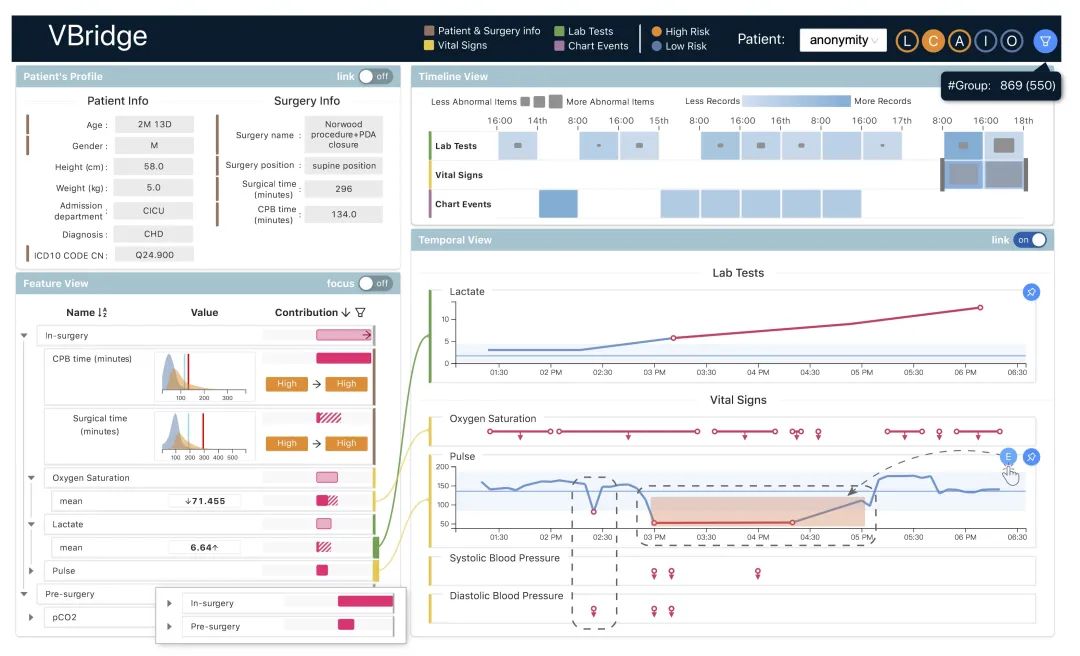 VBridge
Patient & Surgery info
Vital Signs
Lab Tests
Chart Events
High Risk
Low Risk
Patient:
anonymity
L C A I O
#Group: 869 (550)
Patient's Profile
link off
Patient Info
Age : 2M 13D
Gender : M
Height (cm) : 58.0
Weight (kg) : 5.0
Admission
department : CICU
Diagnosis : CHD
ICD10 CODE CN : Q24.900
Surgery Info
Surgery name : Norwood
procedure+PDA
closure
Surgery position : supine position
Surgical time
(minutes) : 296
CPB time
(minutes) : 134.0
Timeline View
Less Abnormal Items More Abnormal Items
Less Records More Records
16:00 14th 8:00 16:00 15th 8:00 16:00 16th 8:00 16:00 17th 8:00 16:00 18th
Lab Tests
Vital Signs
Chart Events
Feature View
focus off
Name Value Contribution
In-surgery
CPB time (minutes)
100 200 300
High → High
Surgical time
(minutes)
100 200 300 400 500
High → High
Oxygen Saturation
mean ↓71.455
Lactate
mean 6.64↑
Pulse
Pre-surgery
pCO2
In-surgery
Pre-surgery
Temporal View
link on
Lab Tests
Lactate
10
5
0
01:30 02 PM 02:30 03 PM 03:30 04 PM 04:30 05 PM 05:30 06 PM 06:30
Vital Signs
Oxygen Saturation
Pulse
E
200
150
100
50
01:30 02 PM 02:30 03 PM 03:30 04 PM 04:30 05 PM 05:30 06 PM 06:30
Systolic Blood Pressure
Diastolic Blood Pressure